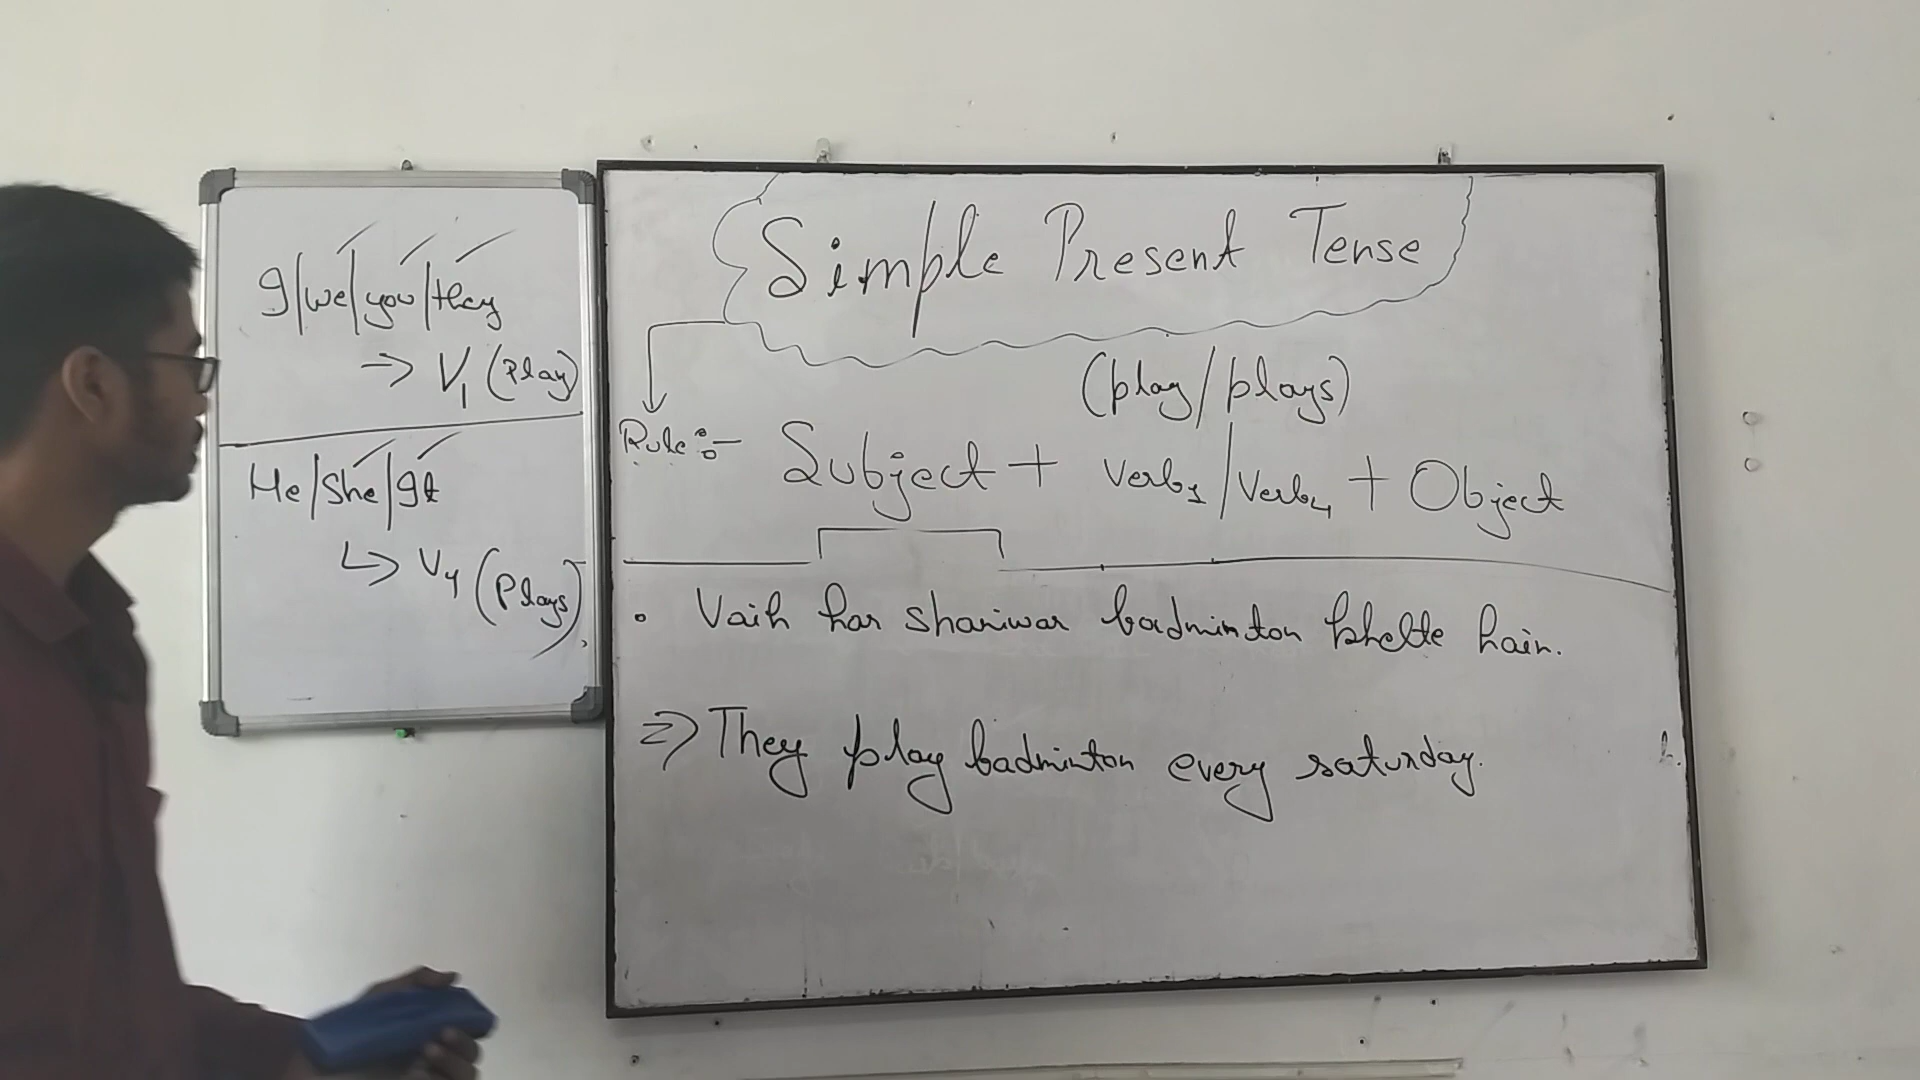 I/we/you/they
→ V1 (Play)
He/She/It
↳ V4 (Plays)
Simple Present Tense
(play/plays)
Rule:- Subject + Verb1/Verb4 + Object
• Vaih har shaniwar badminton khelte hain.
⇒ They play badminton every saturday.